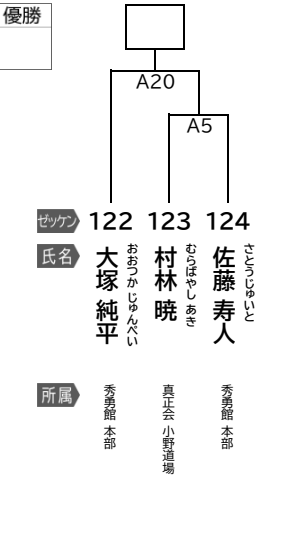 優勝
A20
A5
ゼッケン 122 123 124
氏名
大塚 純平
おおつか じゅんぺい
村林 暁
むらばやし あき
佐藤 寿人
さとう じゅいと
所属
秀勇館 本部
真正会 小野道場
秀勇館 本部